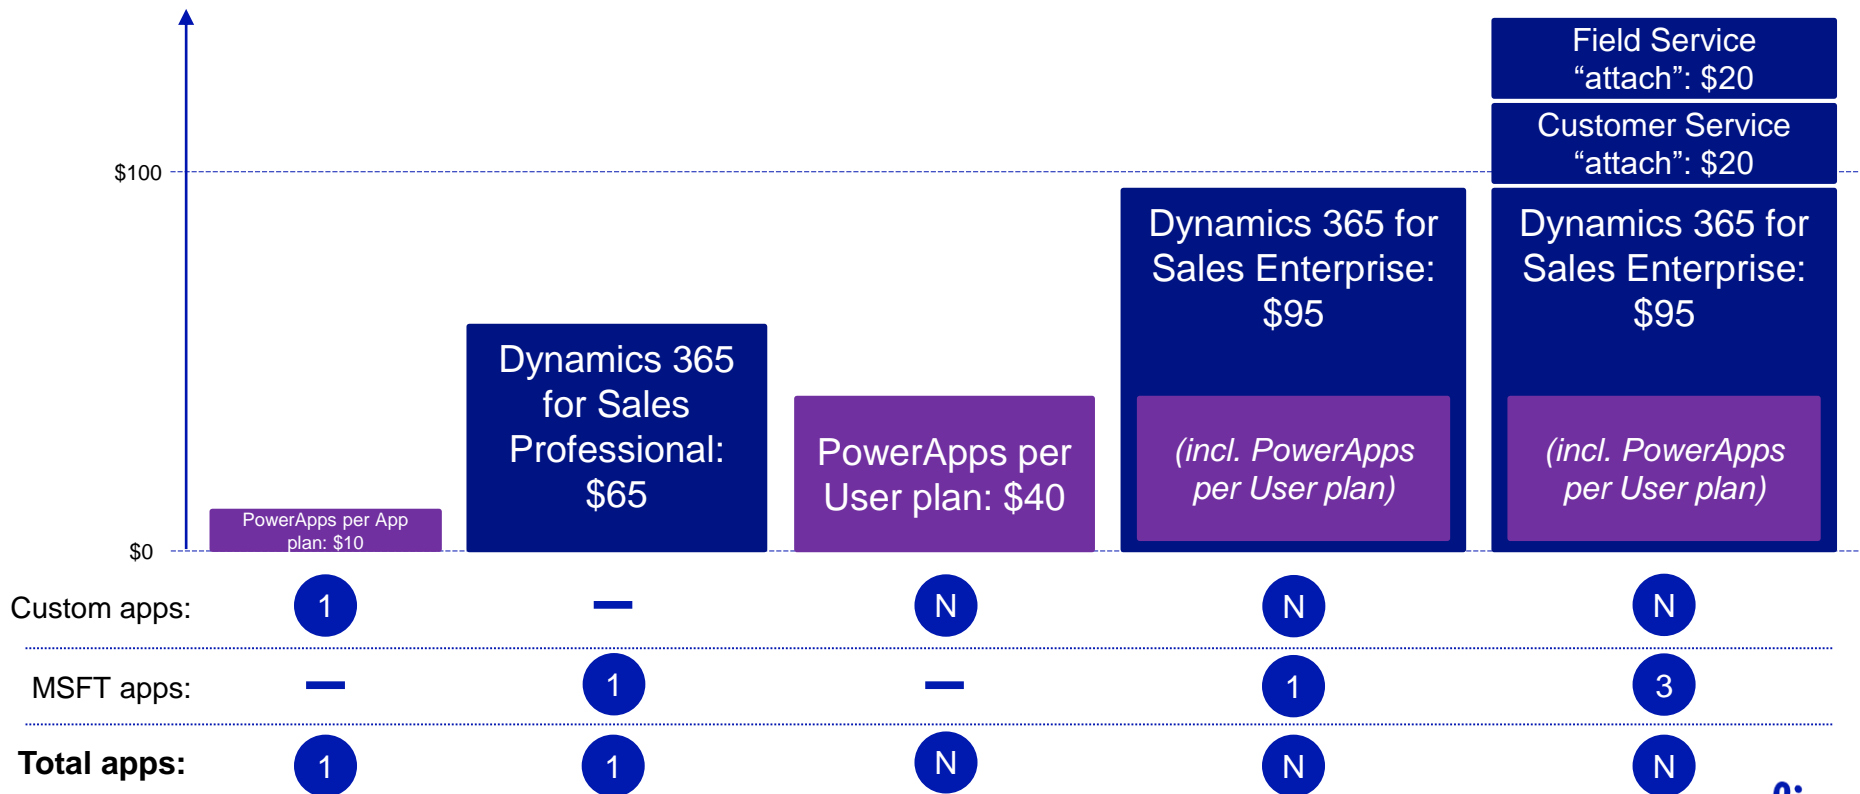 Field Service
“attach”: $20
Customer Service
“attach”: $20
$100
Dynamics 365 for
Sales Enterprise:
$95
Dynamics 365 for
Sales Enterprise:
$95
Dynamics 365
for Sales
Professional:
$65
PowerApps per
User plan: $40
(incl. PowerApps
per User plan)
(incl. PowerApps
per User plan)
PowerApps per App
plan: $10
$0
Custom apps: 1 – N N N
MSFT apps: – 1 – 1 3
Total apps: 1 1 N N N